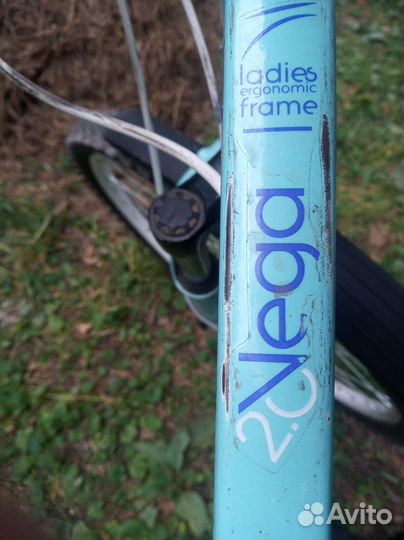 ladies
ergonomic
frame
Vega
2.0
Avito